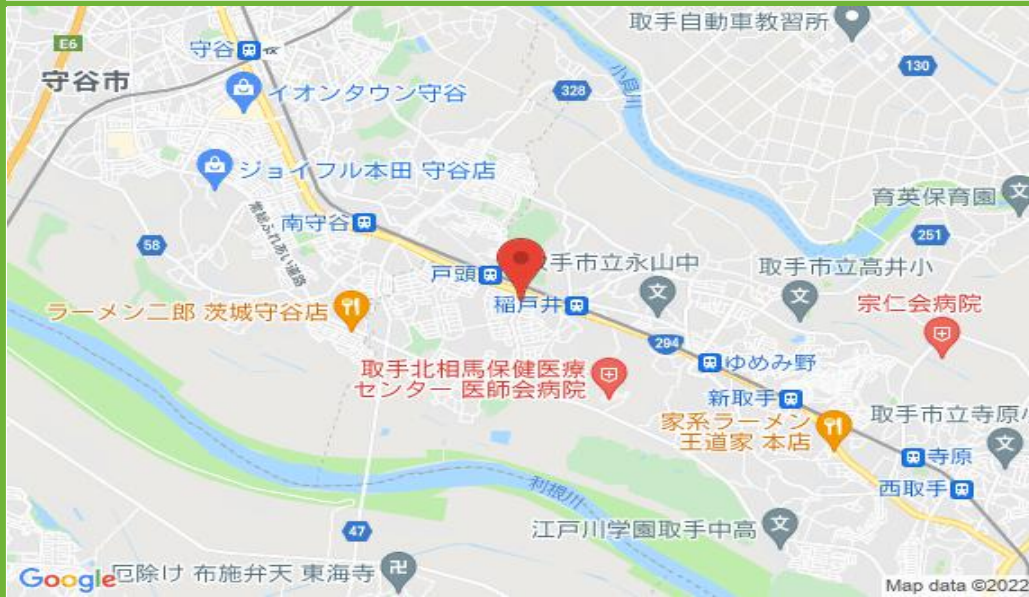 取手自動車教習所
E6
守谷
130
守谷市
イオンタウン守谷
328
小貝川
ジョイフル本田 守谷店
育英保育園
常総ふれあい道路
南守谷
251
58
戸頭
取手市立永山中
取手市立高井小
稲戸井
宗仁会病院
ラーメン二郎 茨城守谷店
294
取手北相馬保健医療
センター 医師会病院
ゆめみ野
新取手
家系ラーメン
王道家 本店
取手市立寺原小
寺原
西取手
利根川
47
江戸川学園取手中高
Google
厄除け 布施弁天 東海寺
Map data ©2022